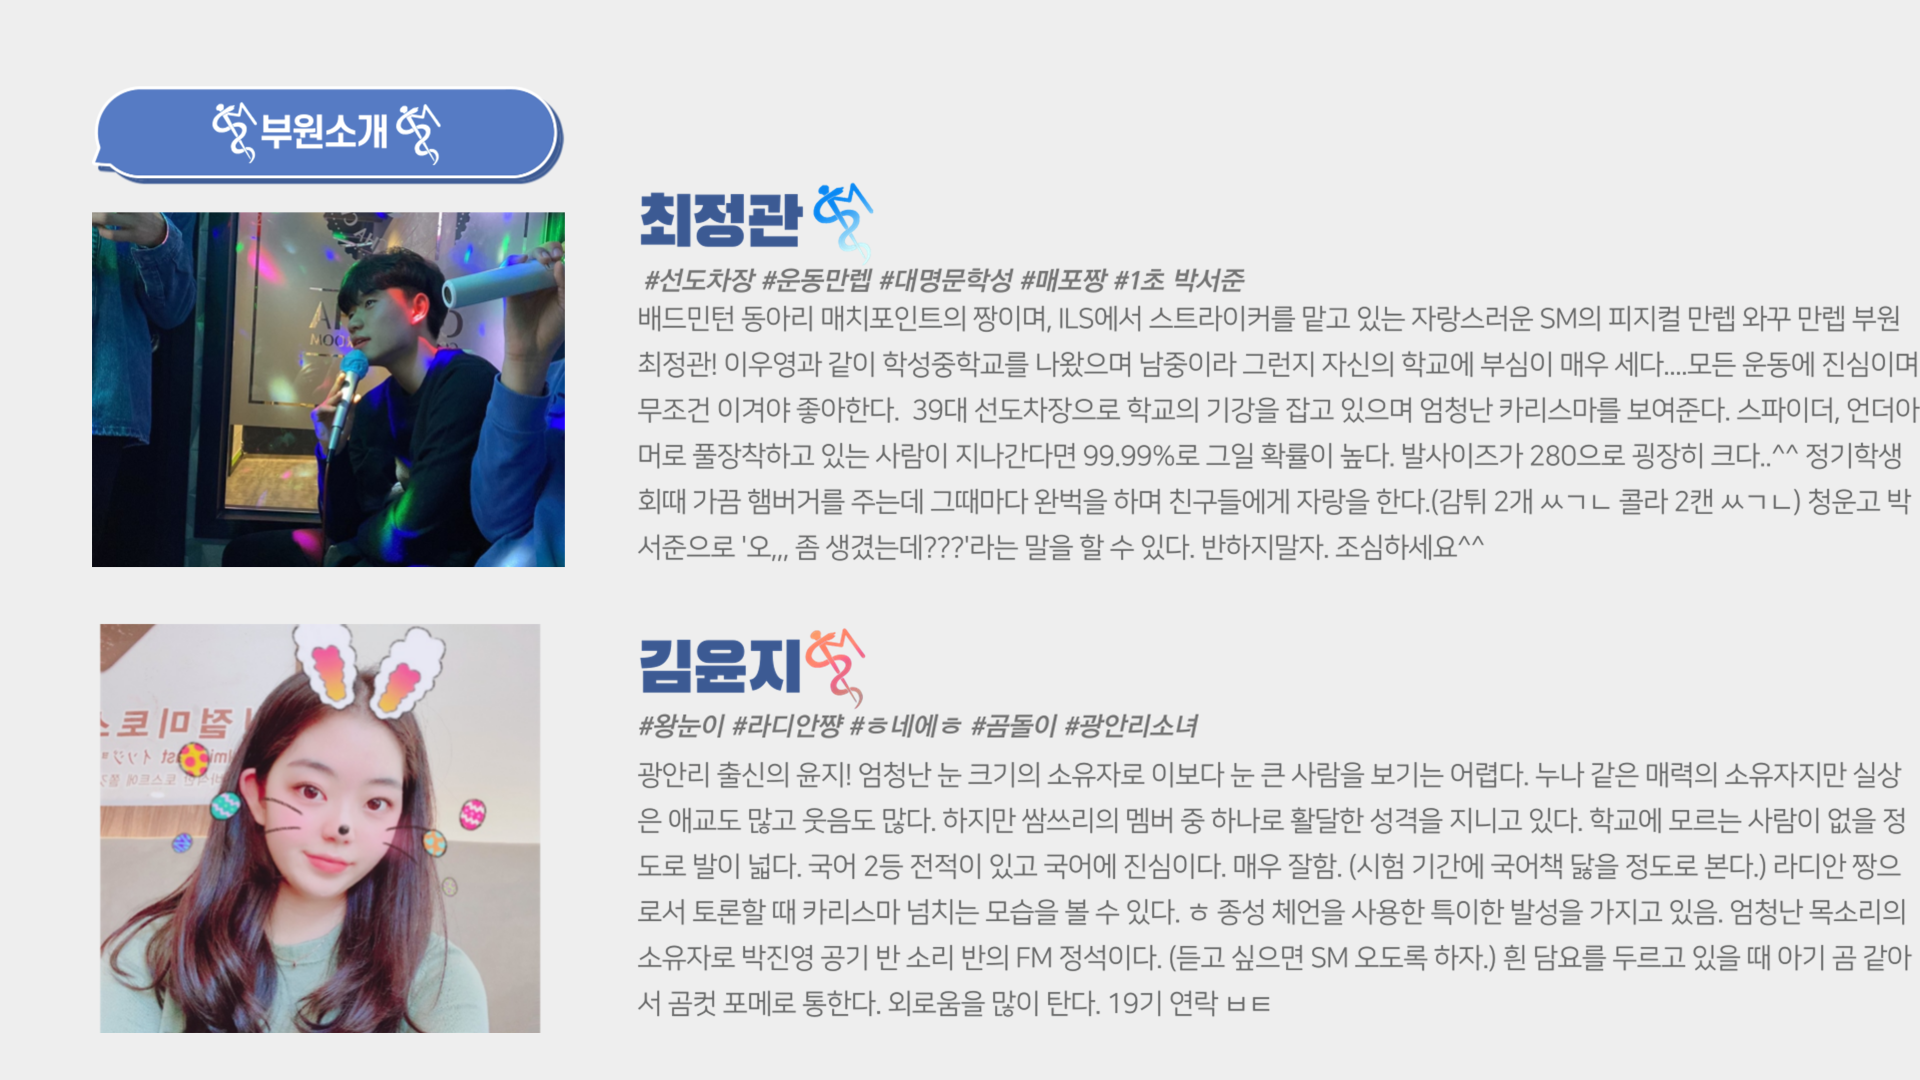 부원소개
최정관
#선도차장 #운동만렙 #대명문학성 #매포짱 #1초 박서준
배드민턴 동아리 매치포인트의 짱이며, ILS에서 스트라이커를 맡고 있는 자랑스러운 SM의 피지컬 만렙 와꾸 만렙 부원
최정관! 이우영과 같이 학성중학교를 나왔으며 남중이라 그런지 자신의 학교에 부심이 매우 세다....모든 운동에 진심이며
무조건 이겨야 좋아한다. 39대 선도차장으로 학교의 기강을 잡고 있으며 엄청난 카리스마를 보여준다. 스파이더, 언더아
머로 풀장착하고 있는 사람이 지나간다면 99.99%로 그일 확률이 높다. 발사이즈가 280으로 굉장히 크다..^^ 정기학생
회때 가끔 햄버거를 주는데 그때마다 완벅을 하며 친구들에게 자랑을 한다.(감튀 2개 ㅆㄱㄴ 콜라 2캔 ㅆㄱㄴ) 청운고 박
서준으로 '오,,, 좀 생겼는데???'라는 말을 할 수 있다. 반하지말자. 조심하세요^^
김윤지
#왕눈이 #라디안쨩 #ㅎ네에ㅎ #곰돌이 #광안리소녀
광안리 출신의 윤지! 엄청난 눈 크기의 소유자로 이보다 눈 큰 사람을 보기는 어렵다. 누나 같은 매력의 소유자지만 실상
은 애교도 많고 웃음도 많다. 하지만 쌈쓰리의 멤버 중 하나로 활달한 성격을 지니고 있다. 학교에 모르는 사람이 없을 정
도로 발이 넓다. 국어 2등 전적이 있고 국어에 진심이다. 매우 잘함. (시험 기간에 국어책 닳을 정도로 본다.) 라디안 짱으
로서 토론할 때 카리스마 넘치는 모습을 볼 수 있다. ㅎ 종성 체언을 사용한 특이한 발성을 가지고 있음. 엄청난 목소리의
소유자로 박진영 공기 반 소리 반의 FM 정석이다. (듣고 싶으면 SM 오도록 하자.) 흰 담요를 두르고 있을 때 아기 곰 같아
서 곰컷 포메로 통한다. 외로움을 많이 탄다. 19기 연락 ㅂㅌ